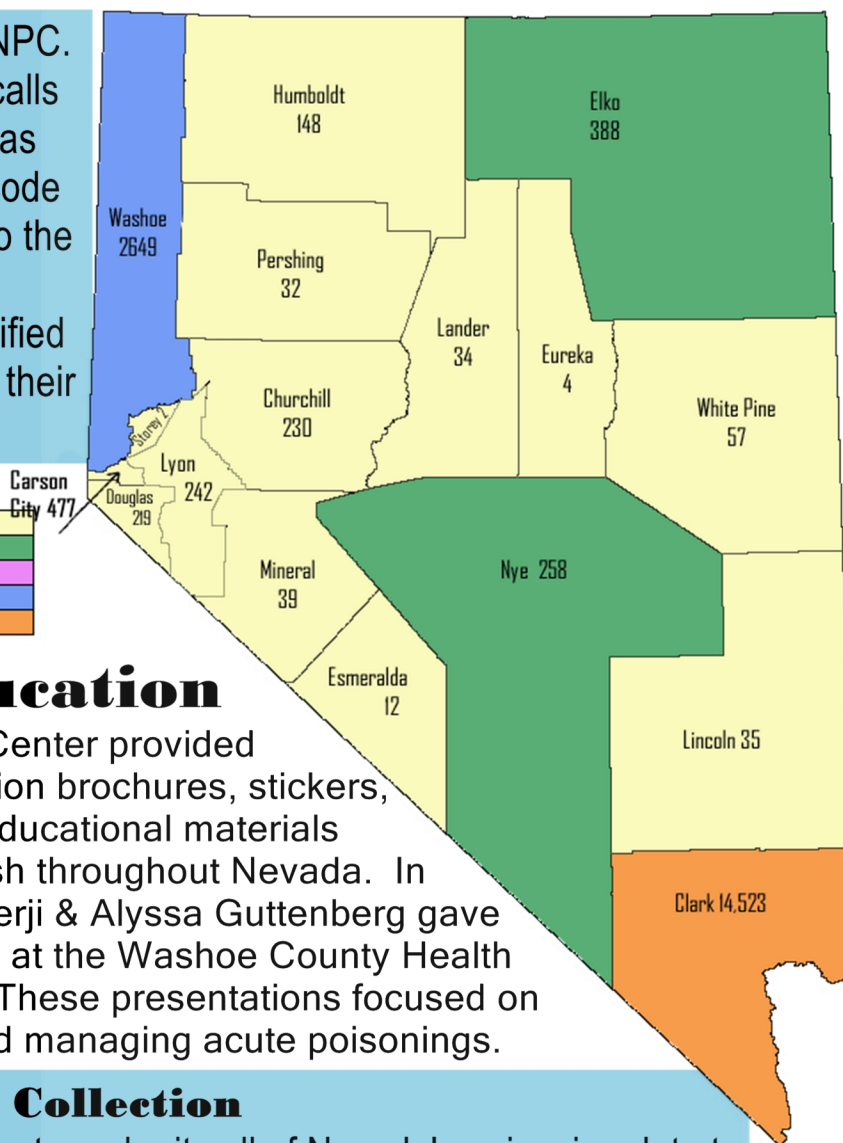 NPC.
calls
as
ode
o the
ified
their
Humboldt
148
Elko
388
Washoe
2649
Pershing
32
Lander
34
Eureka
4
Churchill
230
White Pine
57
Storey 2
Lyon
242
Carson
City 477
Douglas
219
Mineral
39
Nye 258
Esmeralda
12
Lincoln 35
Clark 14,523
ucation
Center provided
ion brochures, stickers,
educational materials
sh throughout Nevada. In
erji & Alyssa Guttenberg gave
at the Washoe County Health
These presentations focused on
d managing acute poisonings.
Collection